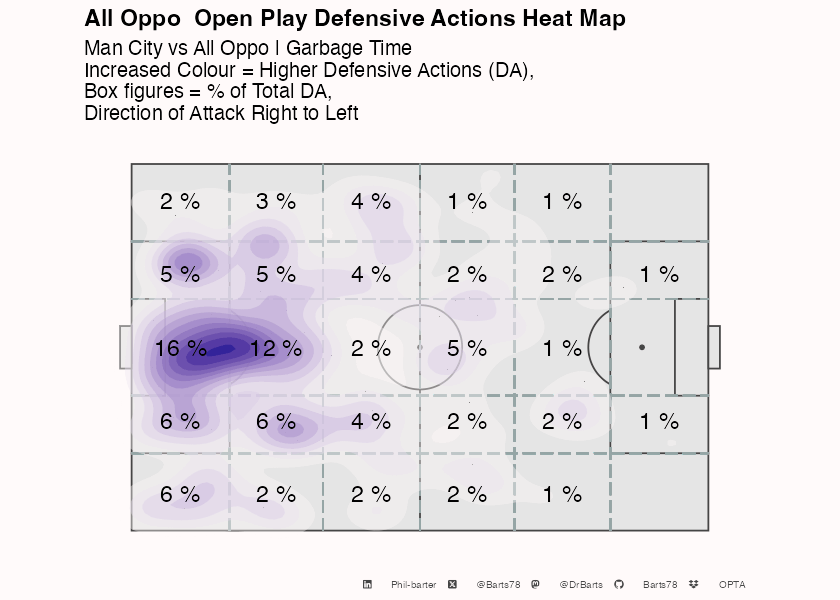 All Oppo  Open Play Defensive Actions Heat Map
Man City vs All Oppo | Garbage Time
Increased Colour = Higher Defensive Actions (DA),
Box figures = % of Total DA,
Direction of Attack Right to Left
2 % 3 % 4 % 1 % 1 %
5 % 5 % 4 % 2 % 2 % 1 %
16 % 12 % 2 % 5 % 1 %
6 % 6 % 4 % 2 % 2 % 1 %
6 % 2 % 2 % 2 % 1 %
Phil-barter @Barts78 @DrBarts Barts78 OPTA